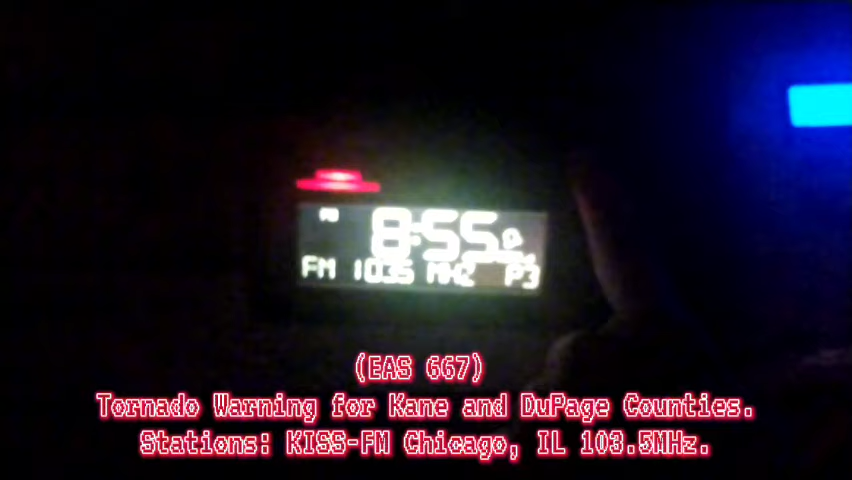 PM
8:55
FM 103.5 MHz P3
(EAS 667)
Tornado Warning for Kane and DuPage Counties.
Stations: KISS-FM Chicago, IL 103.5MHz.